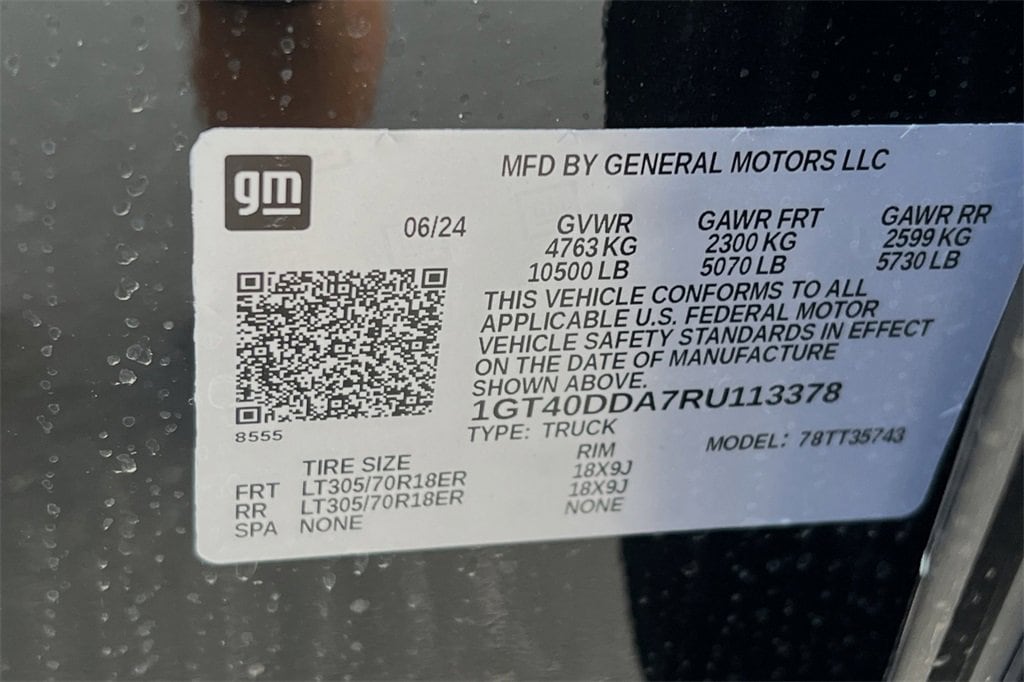 gm
MFD BY GENERAL MOTORS LLC
06/24 GVWR GAWR FRT GAWR RR
4763 KG 2300 KG 2599 KG
10500 LB 5070 LB 5730 LB
THIS VEHICLE CONFORMS TO ALL
APPLICABLE U.S. FEDERAL MOTOR
VEHICLE SAFETY STANDARDS IN EFFECT
ON THE DATE OF MANUFACTURE
SHOWN ABOVE.
1GT40DDA7RU113378
8555
TYPE: TRUCK MODEL: 78TT35743
TIRE SIZE RIM
FRT LT305/70R18ER 18X9J
RR LT305/70R18ER 18X9J
SPA NONE NONE